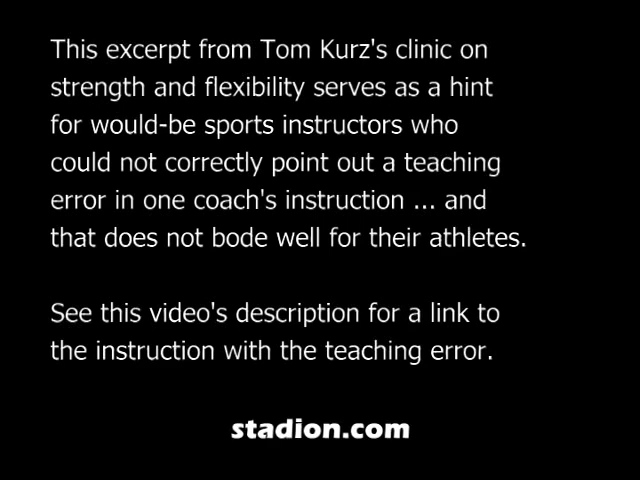 This excerpt from Tom Kurz's clinic on
strength and flexibility serves as a hint
for would-be sports instructors who
could not correctly point out a teaching
error in one coach's instruction ... and
that does not bode well for their athletes.
See this video's description for a link to
the instruction with the teaching error.
stadion.com